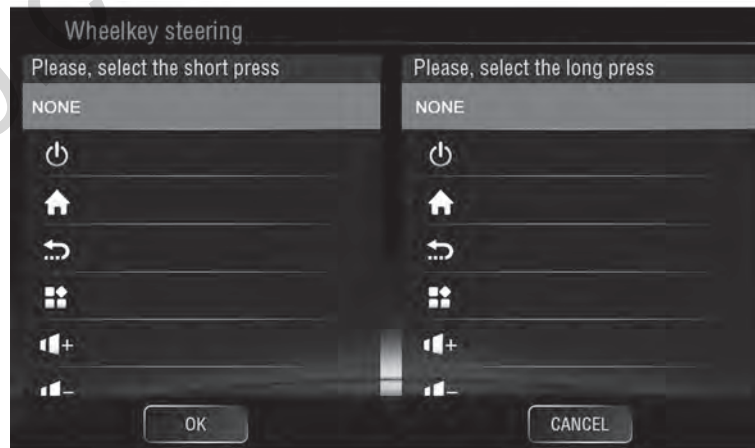 Wheelkey steering
Please, select the short press
Please, select the long press
NONE
NONE
+
+
−
−
OK
CANCEL